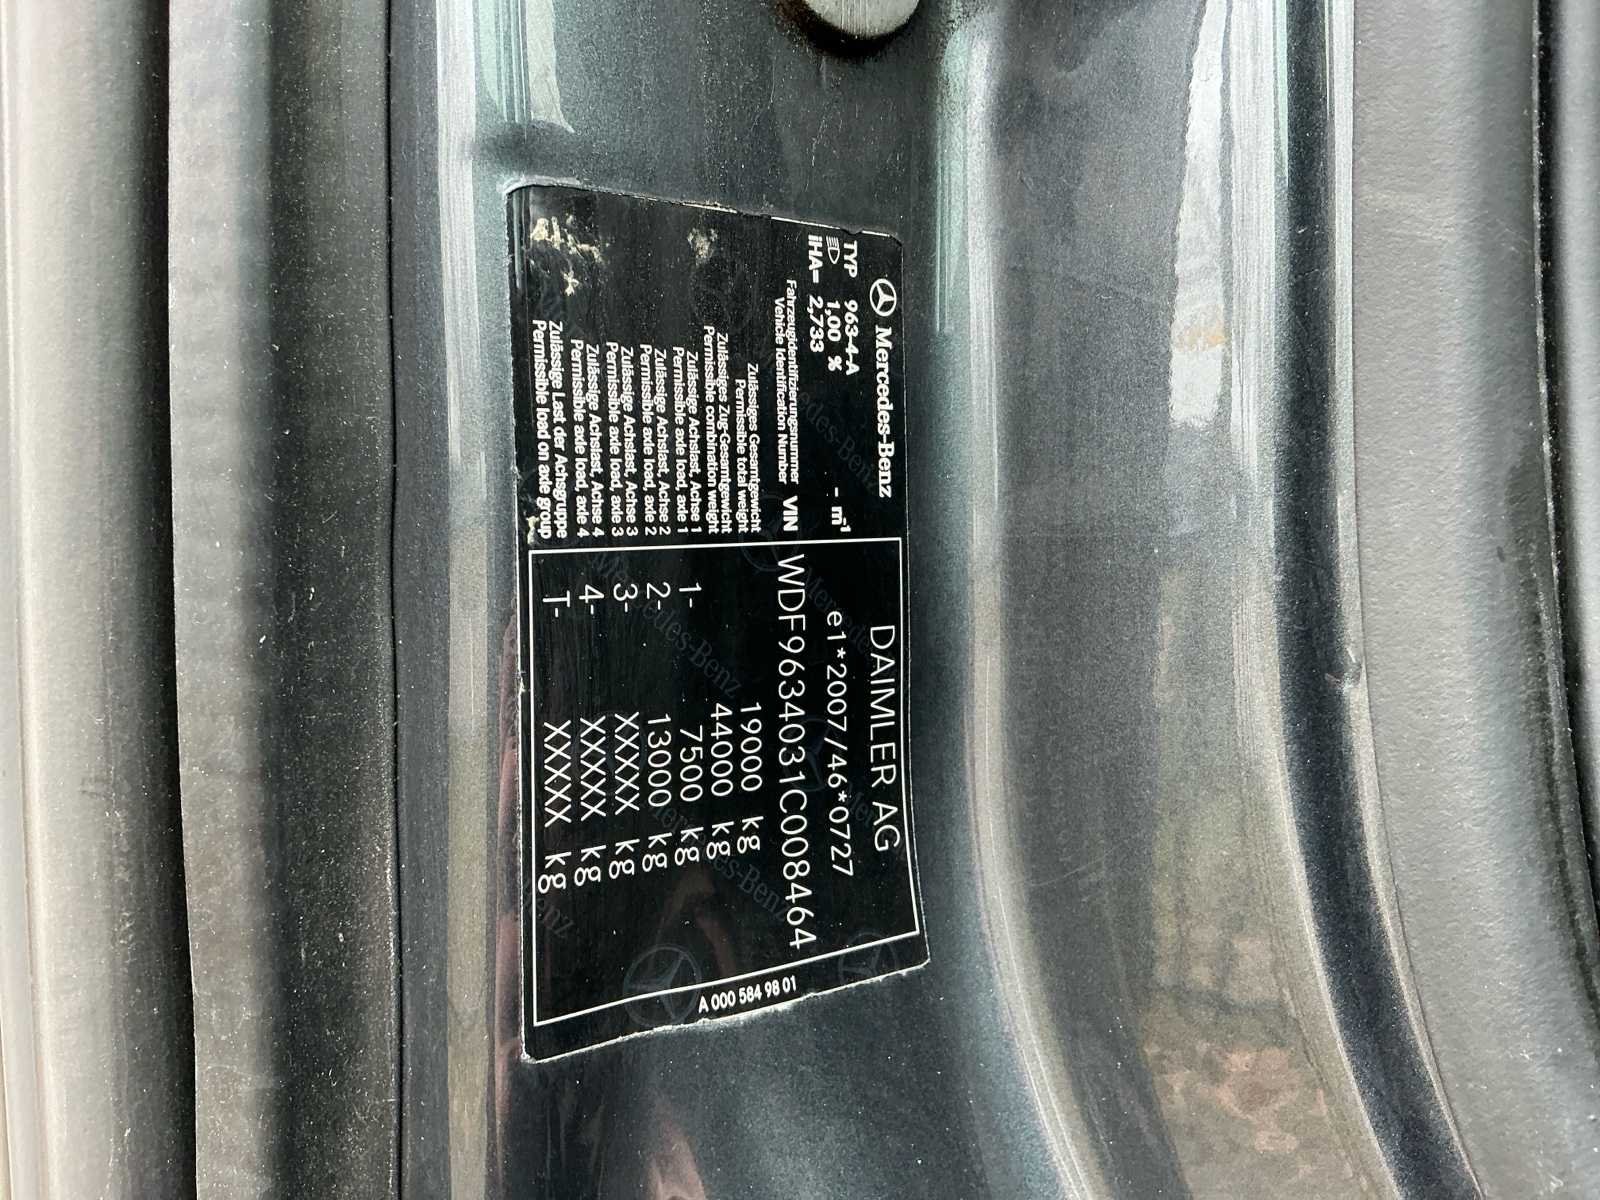 Mercedes-Benz
DAIMLER AG
TYP 963-4-A
e1*2007/46*0727
1,00 % - m⁻¹
iHA= 2,733
Fahrzeugidentifizierungsnummer
Vehicle Identification Number VIN WDF9634031C008464
Zulässiges Gesamtgewicht
Permissible total weight 19000 kg
Zulässiges Zug-Gesamtgewicht
Permissible combination weight 44000 kg
Zulässige Achslast, Achse 1
Permissible axle load, axle 1 1- 7500 kg
Zulässige Achslast, Achse 2
Permissible axle load, axle 2 2- 13000 kg
Zulässige Achslast, Achse 3
Permissible axle load, axle 3 3- XXXXX kg
Zulässige Achslast, Achse 4
Permissible axle load, axle 4 4- XXXXX kg
Zulässige Last der Achsgruppe
Permissible load on axle group T- XXXXX kg
A 000 584 98 01